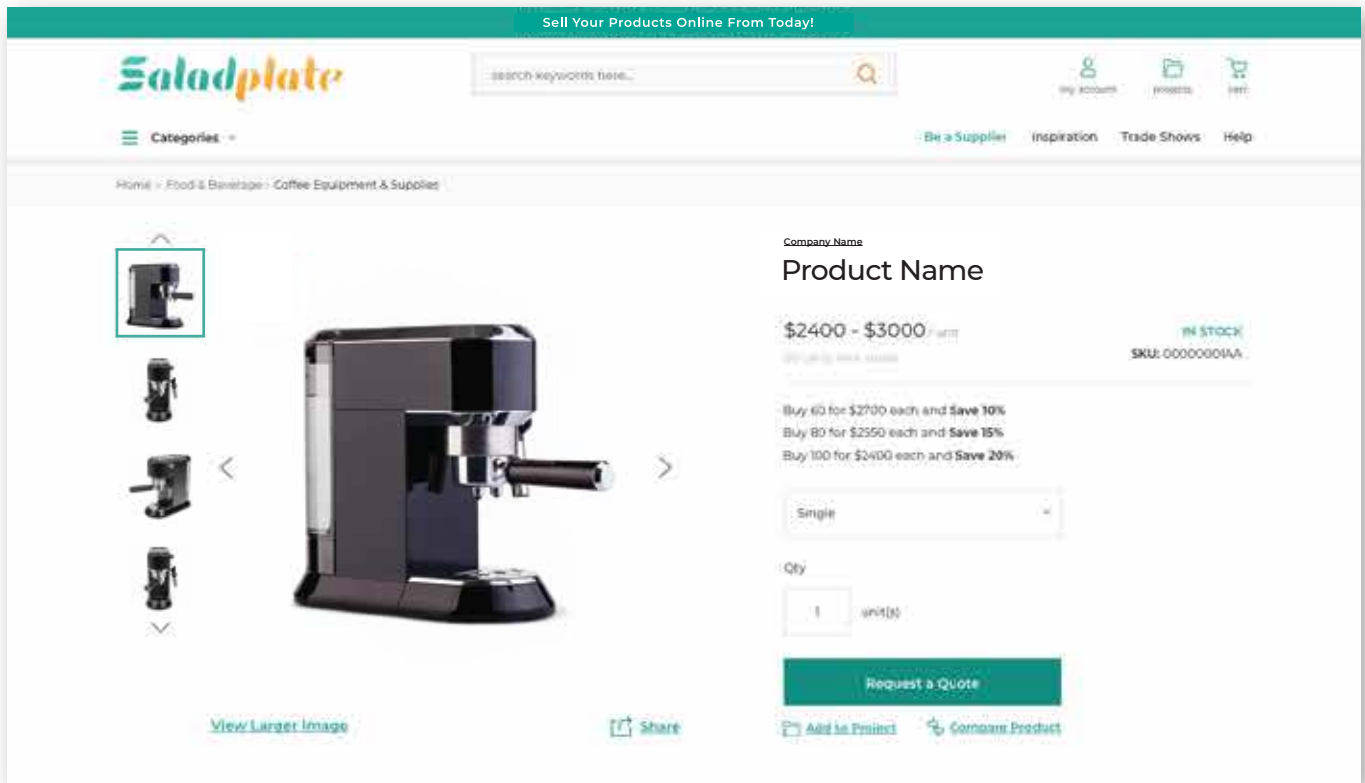 Sell Your Products Online From Today!
Saladplate
search keywords here...
my account
projects
cart
Categories
Be a Supplier
Inspiration
Trade Shows
Help
Home > Food & Beverage > Coffee Equipment & Supplies
Company Name
Product Name
$2400 - $3000 / unit
IN STOCK
SKU: 00000001AA
Buy 60 for $2700 each and Save 10%
Buy 80 for $2550 each and Save 15%
Buy 100 for $2400 each and Save 20%
Single
Qty
1 unit(s)
Request a Quote
View Larger Image
Share
Add to Project
Compare Product